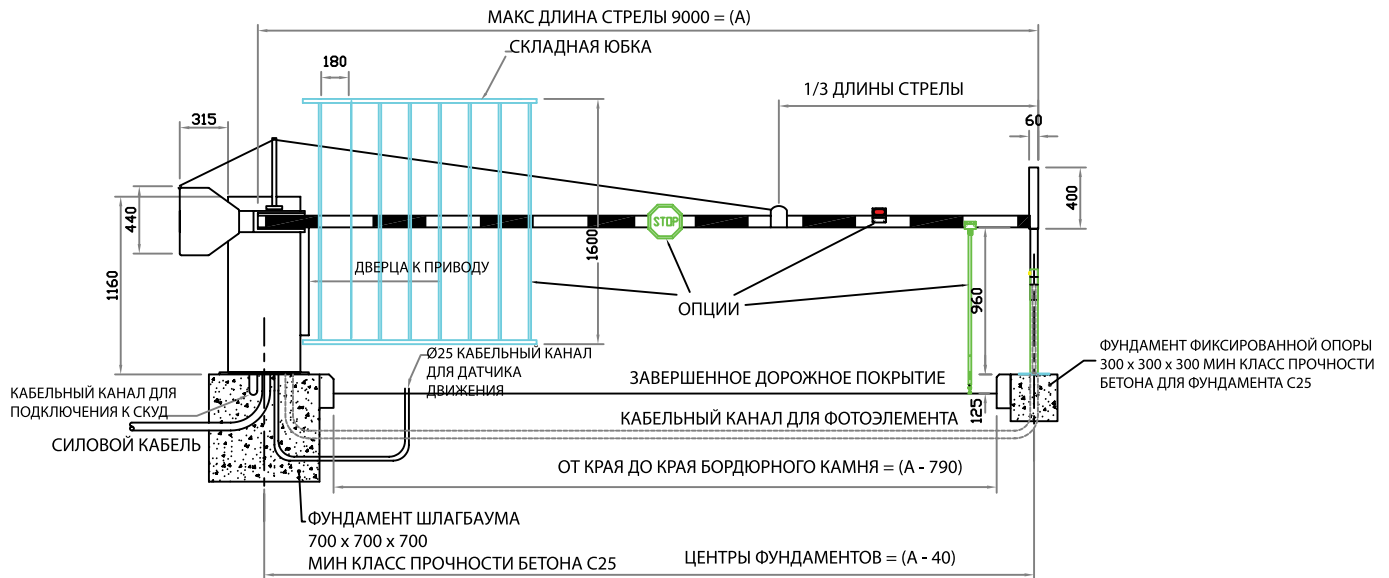 МАКС ДЛИНА СТРЕЛЫ 9000 = (A)
СКЛАДНАЯ ЮБКА
180
1/3 ДЛИНЫ СТРЕЛЫ
315
60
440
400
STOP
1600
1160
ДВЕРЦА К ПРИВОДУ
960
ОПЦИИ
Ø25 КАБЕЛЬНЫЙ КАНАЛ
ДЛЯ ДАТЧИКА
ДВИЖЕНИЯ
ФУНДАМЕНТ ФИКСИРОВАННОЙ ОПОРЫ
300 x 300 x 300 МИН КЛАСС ПРОЧНОСТИ
БЕТОНА ДЛЯ ФУНДАМЕНТА С25
ЗАВЕРШЕННОЕ ДОРОЖНОЕ ПОКРЫТИЕ
125
КАБЕЛЬНЫЙ КАНАЛ ДЛЯ
ПОДКЛЮЧЕНИЯ К СКУД
КАБЕЛЬНЫЙ КАНАЛ ДЛЯ ФОТОЭЛЕМЕНТА
СИЛОВОЙ КАБЕЛЬ
ОТ КРАЯ ДО КРАЯ БОРДЮРНОГО КАМНЯ = (A - 790)
ФУНДАМЕНТ ШЛАГБАУМА
700 x 700 x 700
МИН КЛАСС ПРОЧНОСТИ БЕТОНА С25
ЦЕНТРЫ ФУНДАМЕНТОВ = (A - 40)